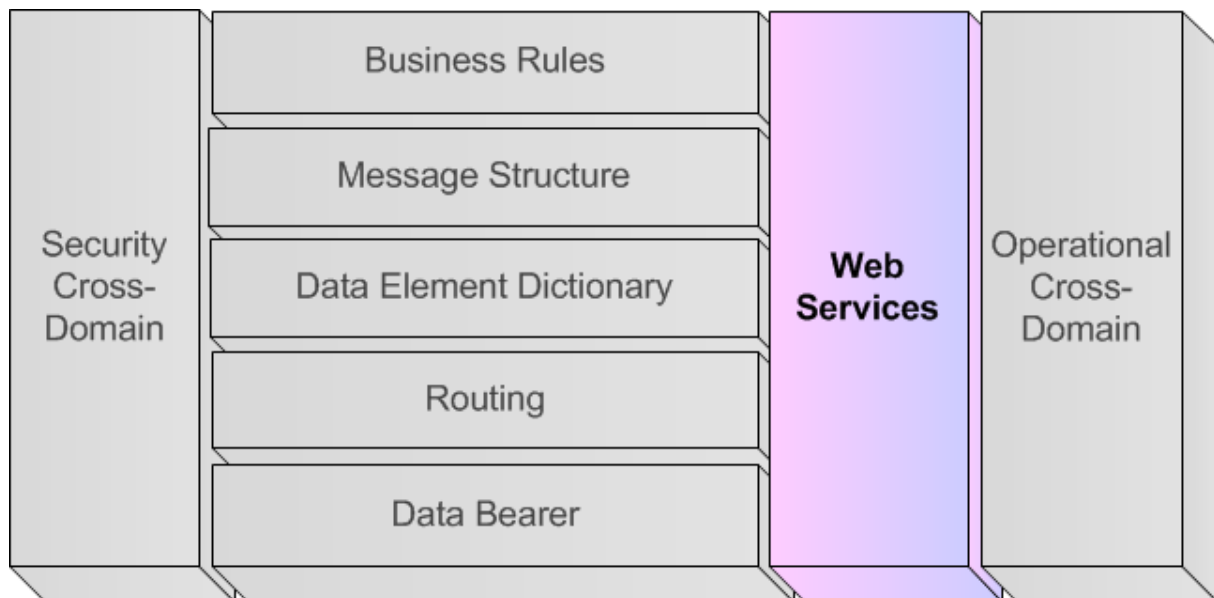 Security
Cross-
Domain
Business Rules
Message Structure
Data Element Dictionary
Routing
Data Bearer
Web
Services
Operational
Cross-
Domain